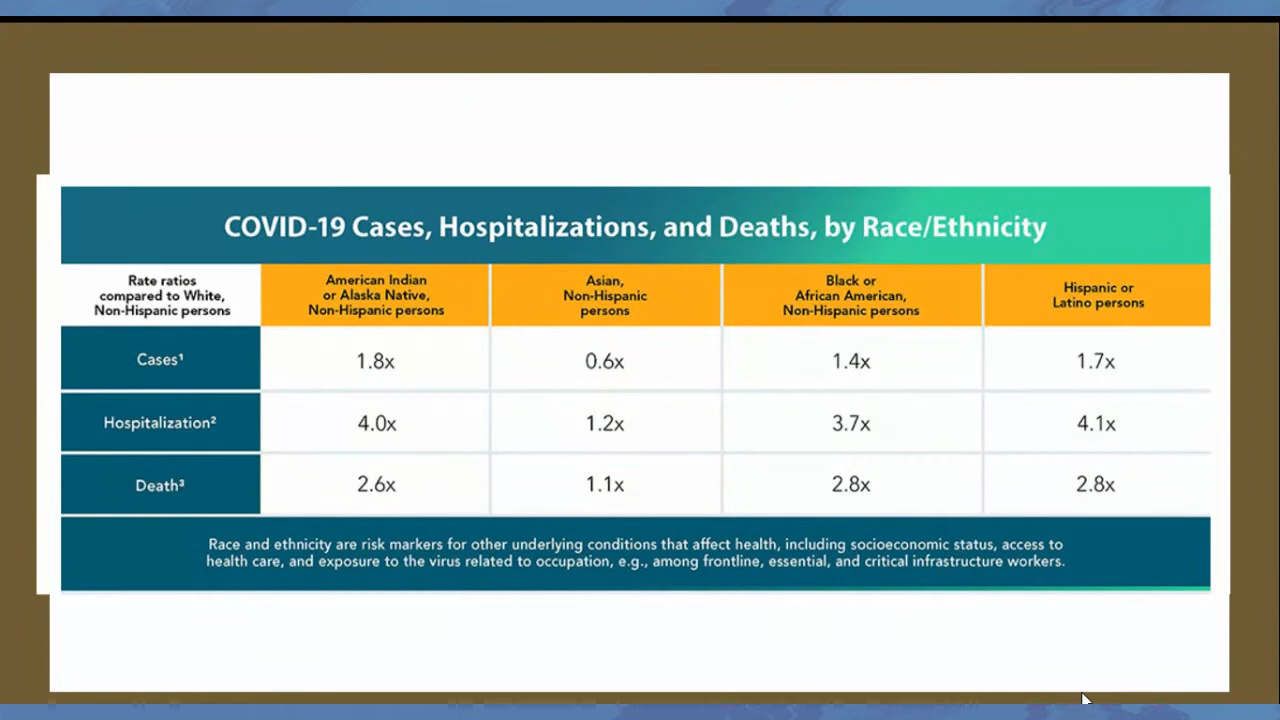 COVID-19 Cases, Hospitalizations, and Deaths, by Race/Ethnicity
Rate ratios
compared to White,
Non-Hispanic persons
American Indian
or Alaska Native,
Non-Hispanic persons
Asian,
Non-Hispanic
persons
Black or
African American,
Non-Hispanic persons
Hispanic or
Latino persons
Cases¹
1.8x
0.6x
1.4x
1.7x
Hospitalization²
4.0x
1.2x
3.7x
4.1x
Death³
2.6x
1.1x
2.8x
2.8x
Race and ethnicity are risk markers for other underlying conditions that affect health, including socioeconomic status, access to
health care, and exposure to the virus related to occupation, e.g., among frontline, essential, and critical infrastructure workers.